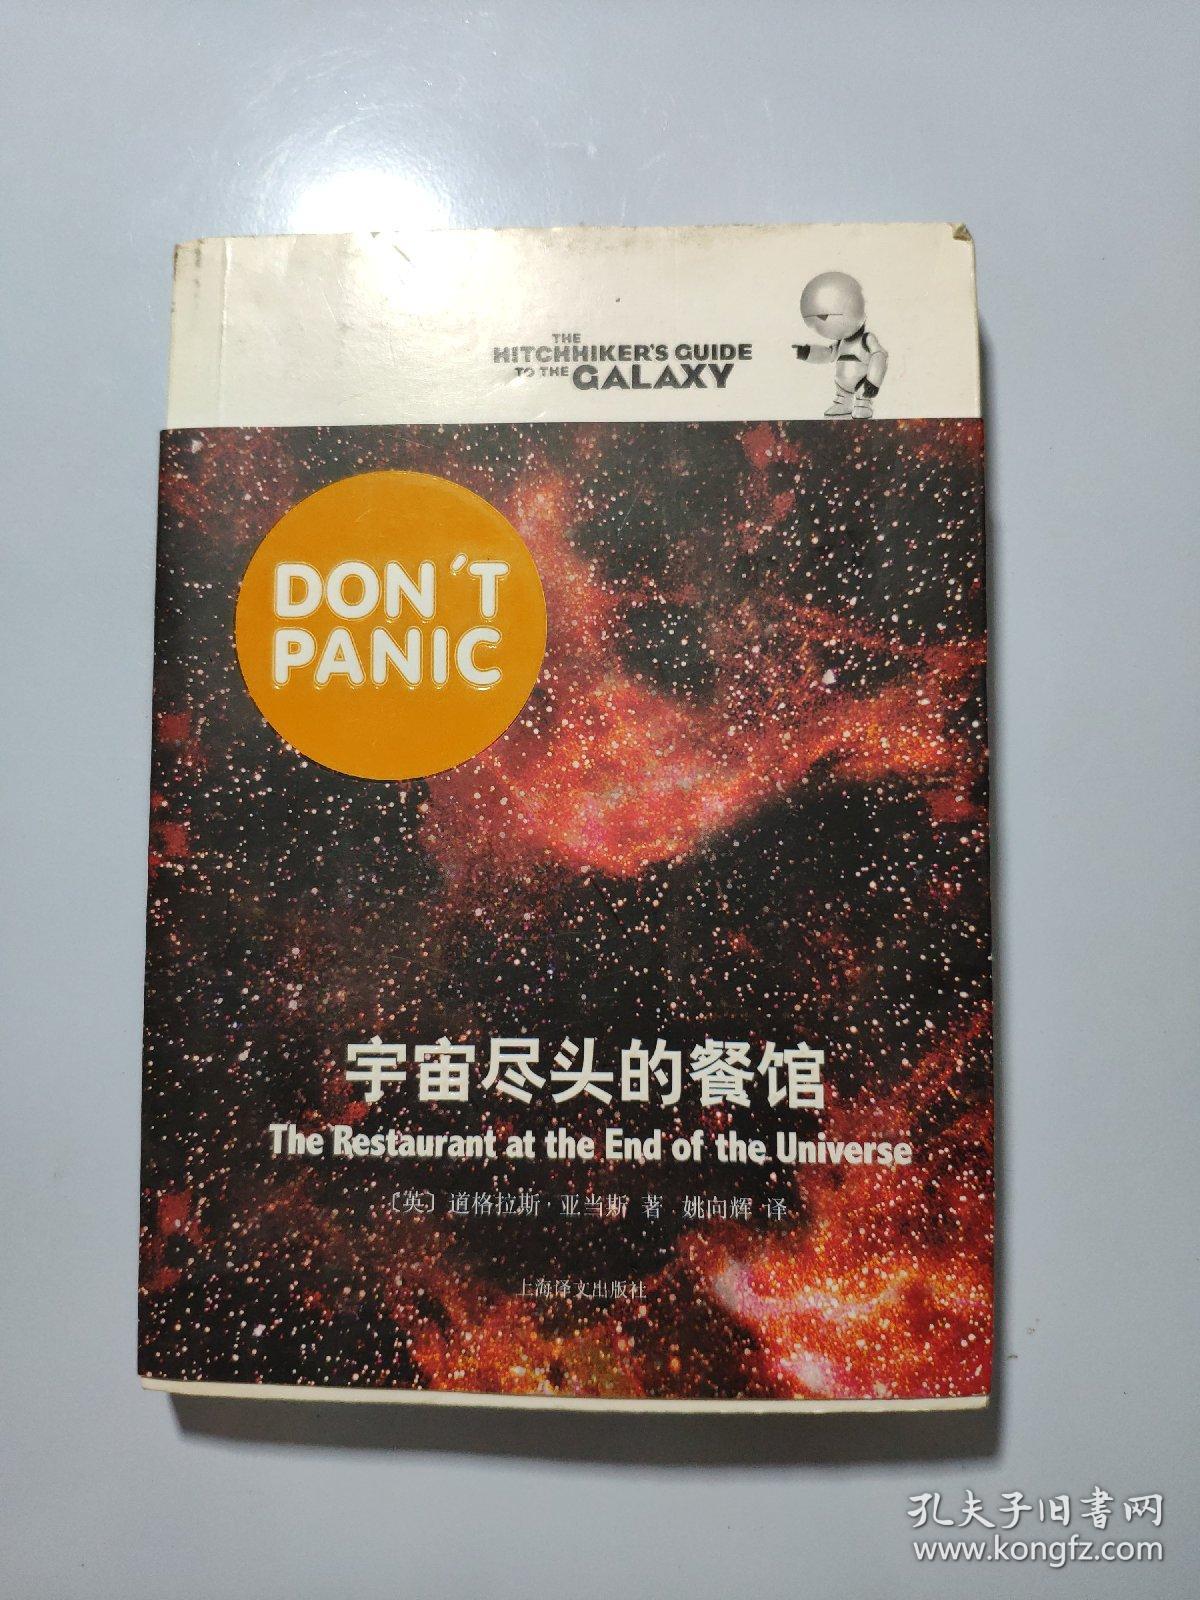 THE
HITCHHIKER'S GUIDE
TO THE GALAXY
DON'T
PANIC
宇宙尽头的餐馆
The Restaurant at the End of the Universe
〔英〕道格拉斯·亚当斯 著 姚向辉 译
上海译文出版社
孔夫子旧书网
www.kongfz.com